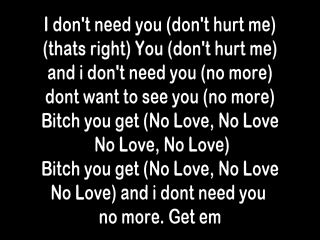 I don't need you (don't hurt me)
(thats right) You (don't hurt me)
and i don't need you (no more)
dont want to see you (no more)
Bitch you get (No Love, No Love
No Love, No Love)
Bitch you get (No Love, No Love
No Love) and i dont need you
no more. Get em